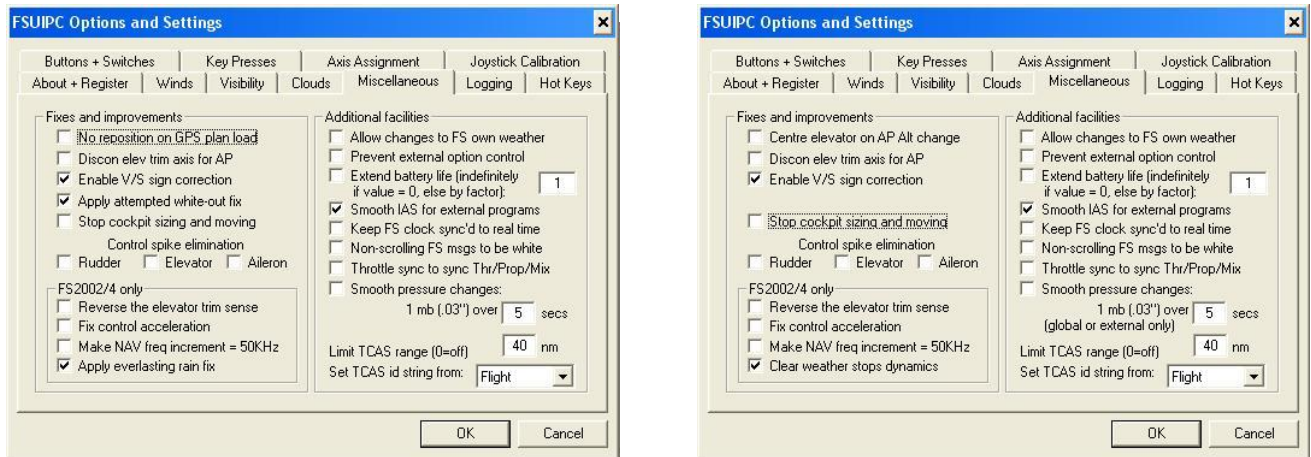 FSUIPC Options and Settings
Buttons + Switches Key Presses Axis Assignment Joystick Calibration
About + Register Winds Visibility Clouds Miscellaneous Logging Hot Keys
Fixes and improvements
No reposition on GPS plan load
Discon elev trim axis for AP
Enable V/S sign correction
Apply attempted white-out fix
Stop cockpit sizing and moving
Control spike elimination
Rudder Elevator Aileron
FS2002/4 only
Reverse the elevator trim sense
Fix control acceleration
Make NAV freq increment = 50KHz
Apply everlasting rain fix
Additional facilities
Allow changes to FS own weather
Prevent external option control
Extend battery life (indefinitely
if value = 0, else by factor): 1
Smooth IAS for external programs
Keep FS clock sync'd to real time
Non-scrolling FS msgs to be white
Throttle sync to sync Thr/Prop/Mix
Smooth pressure changes:
1 mb (.03") over 5 secs
Limit TCAS range (0=off) 40 nm
Set TCAS id string from: Flight
OK Cancel
FSUIPC Options and Settings
Buttons + Switches Key Presses Axis Assignment Joystick Calibration
About + Register Winds Visibility Clouds Miscellaneous Logging Hot Keys
Fixes and improvements
Centre elevator on AP Alt change
Discon elev trim axis for AP
Enable V/S sign correction
Stop cockpit sizing and moving
Control spike elimination
Rudder Elevator Aileron
FS2002/4 only
Reverse the elevator trim sense
Fix control acceleration
Make NAV freq increment = 50KHz
Clear weather stops dynamics
Additional facilities
Allow changes to FS own weather
Prevent external option control
Extend battery life (indefinitely
if value = 0, else by factor): 1
Smooth IAS for external programs
Keep FS clock sync'd to real time
Non-scrolling FS msgs to be white
Throttle sync to sync Thr/Prop/Mix
Smooth pressure changes:
1 mb (.03") over 5 secs
(global or external only)
Limit TCAS range (0=off) 40 nm
Set TCAS id string from: Flight
OK Cancel